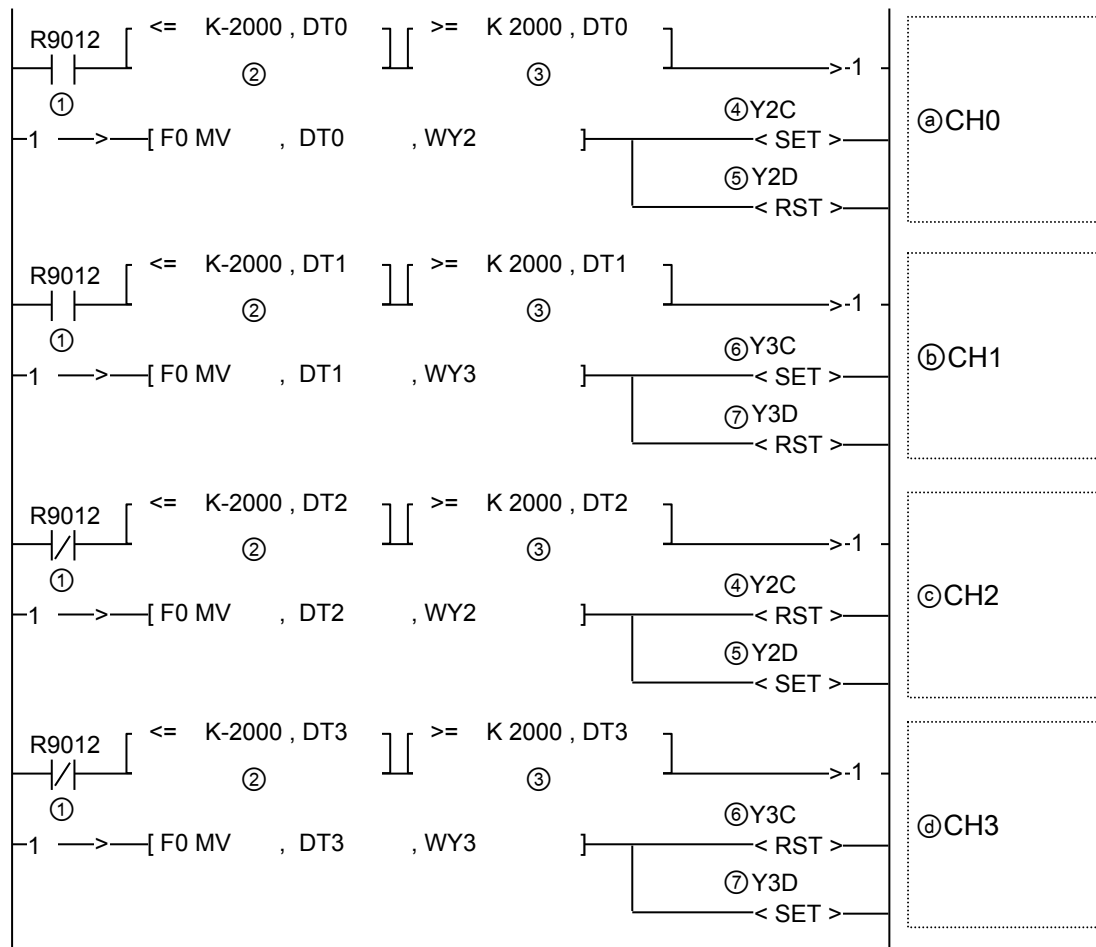 <= K-2000 , DT0 >= K 2000 , DT0
R9012
② ③ >-1
①
④Y2C
1 > [ F0 MV , DT0 , WY2 ] < SET >
ⓐCH0
⑤Y2D
< RST >
<= K-2000 , DT1 >= K 2000 , DT1
R9012
② ③ >-1
①
⑥Y3C
1 > [ F0 MV , DT1 , WY3 ] < SET >
ⓑCH1
⑦Y3D
< RST >
<= K-2000 , DT2 >= K 2000 , DT2
R9012
② ③ >-1
①
④Y2C
1 > [ F0 MV , DT2 , WY2 ] < RST >
ⓒCH2
⑤Y2D
< SET >
<= K-2000 , DT3 >= K 2000 , DT3
R9012
② ③ >-1
①
⑥Y3C
1 > [ F0 MV , DT3 , WY3 ] < RST >
ⓓCH3
⑦Y3D
< SET >